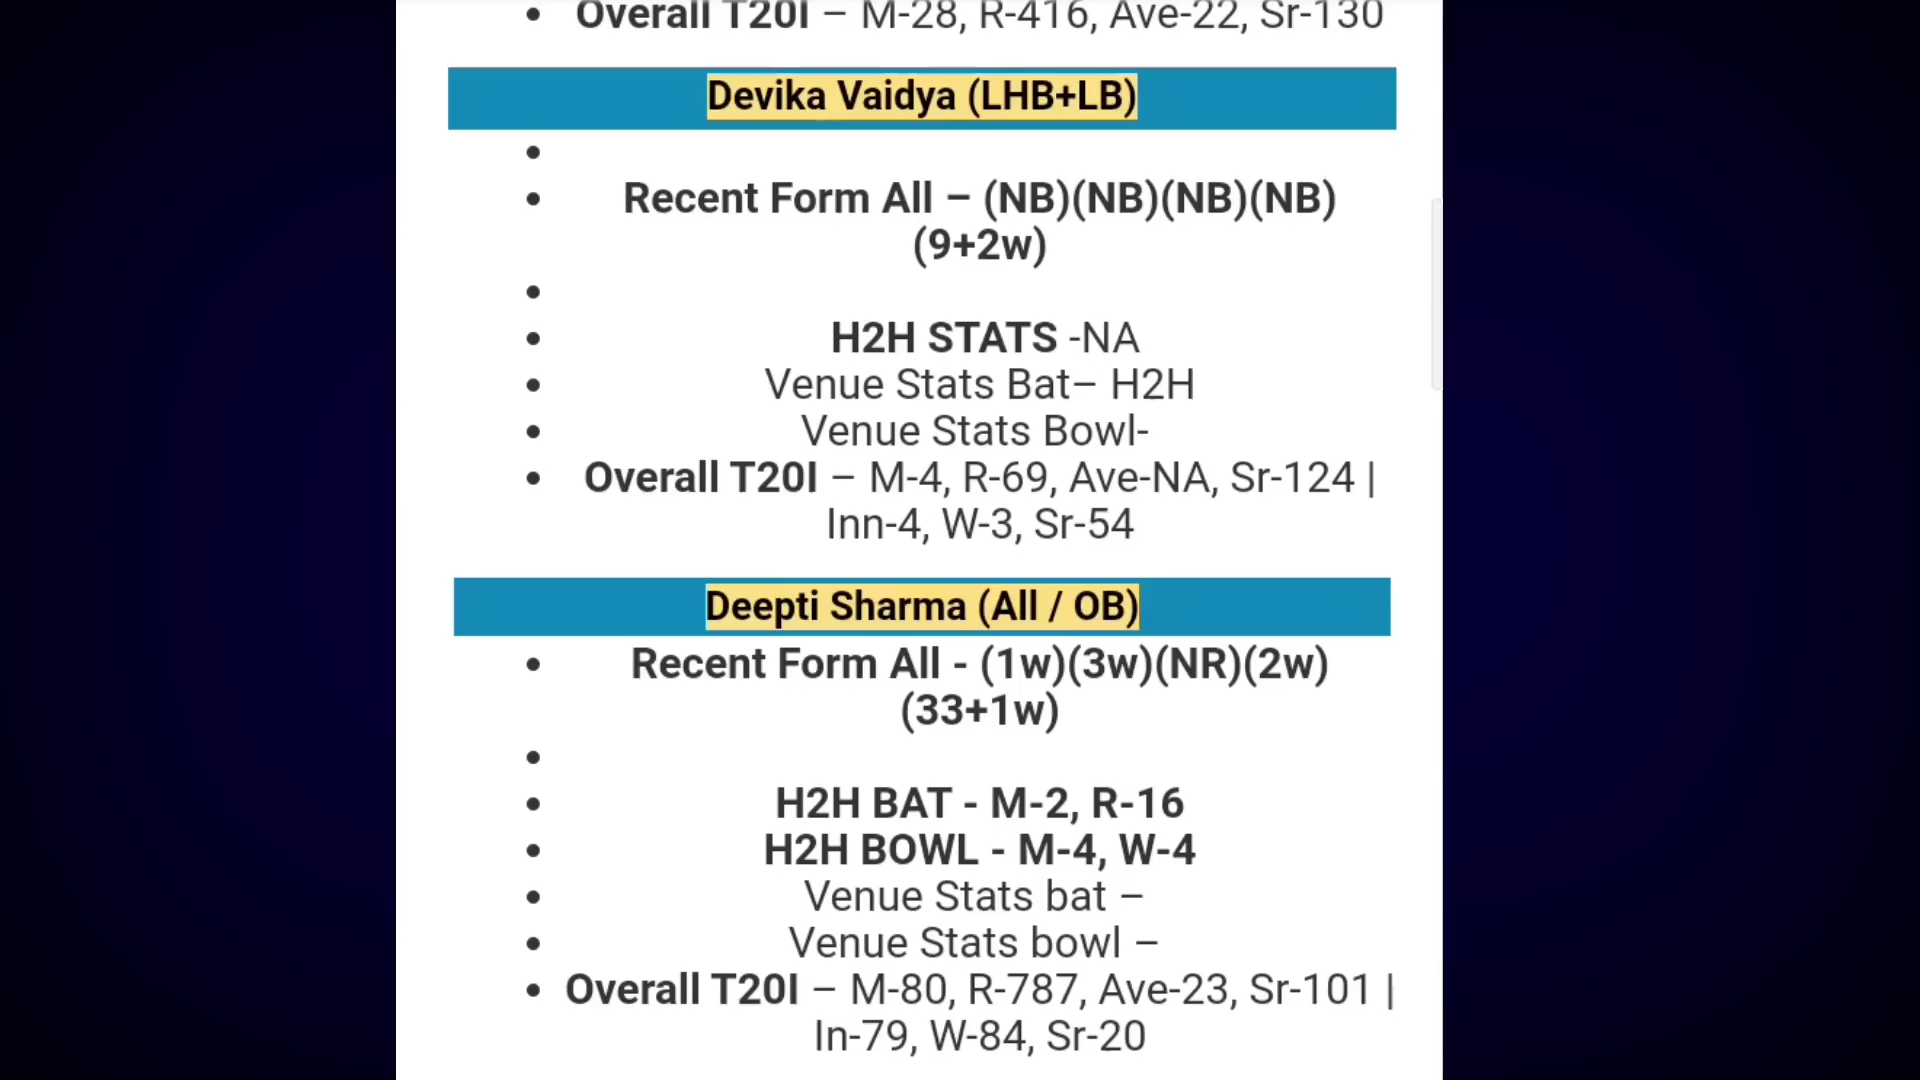 Overall T20I – M-28, R-416, Ave-22, Sr-130
Devika Vaidya (LHB+LB)
Recent Form All – (NB)(NB)(NB)(NB)
(9+2w)
H2H STATS -NA
Venue Stats Bat– H2H
Venue Stats Bowl-
Overall T20I – M-4, R-69, Ave-NA, Sr-124 |
Inn-4, W-3, Sr-54
Deepti Sharma (All / OB)
Recent Form All - (1w)(3w)(NR)(2w)
(33+1w)
H2H BAT - M-2, R-16
H2H BOWL - M-4, W-4
Venue Stats bat –
Venue Stats bowl –
Overall T20I – M-80, R-787, Ave-23, Sr-101 |
In-79, W-84, Sr-20